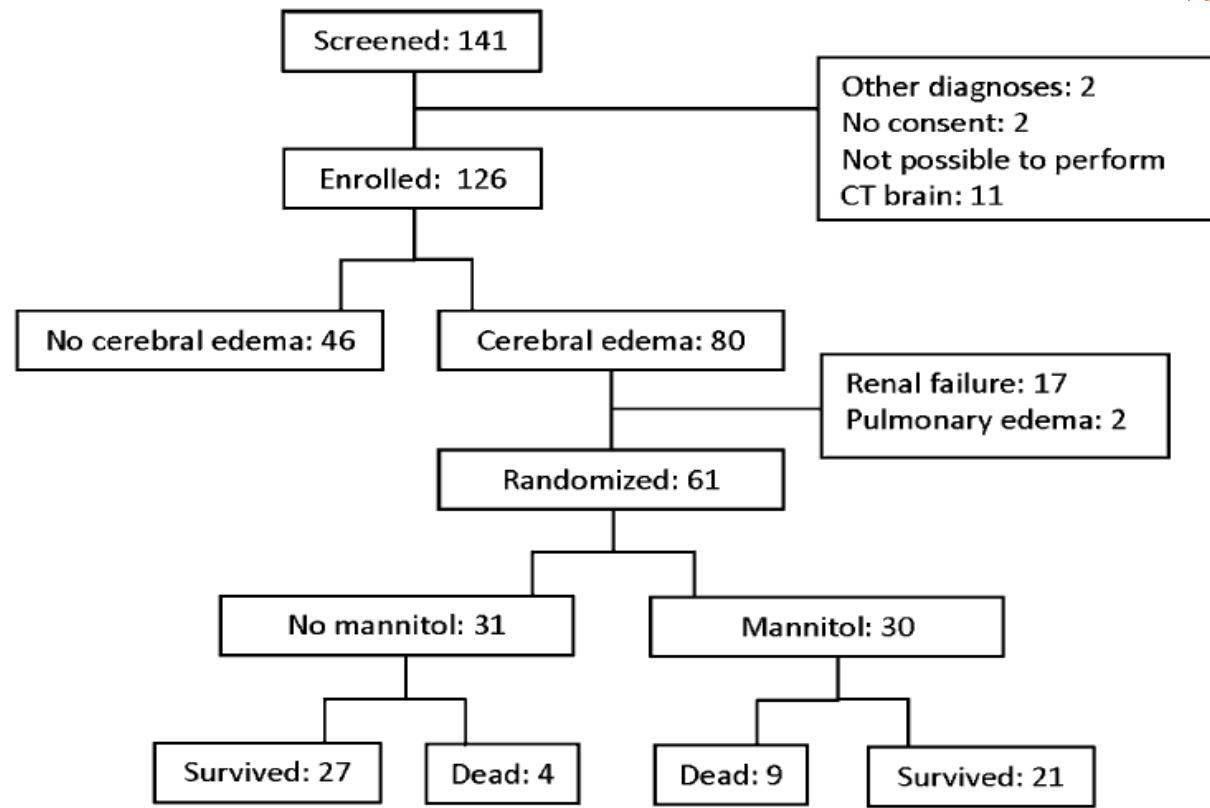 Screened: 141
Other diagnoses: 2
No consent: 2
Not possible to perform
CT brain: 11
Enrolled: 126
No cerebral edema: 46
Cerebral edema: 80
Renal failure: 17
Pulmonary edema: 2
Randomized: 61
No mannitol: 31
Mannitol: 30
Survived: 27
Dead: 4
Dead: 9
Survived: 21